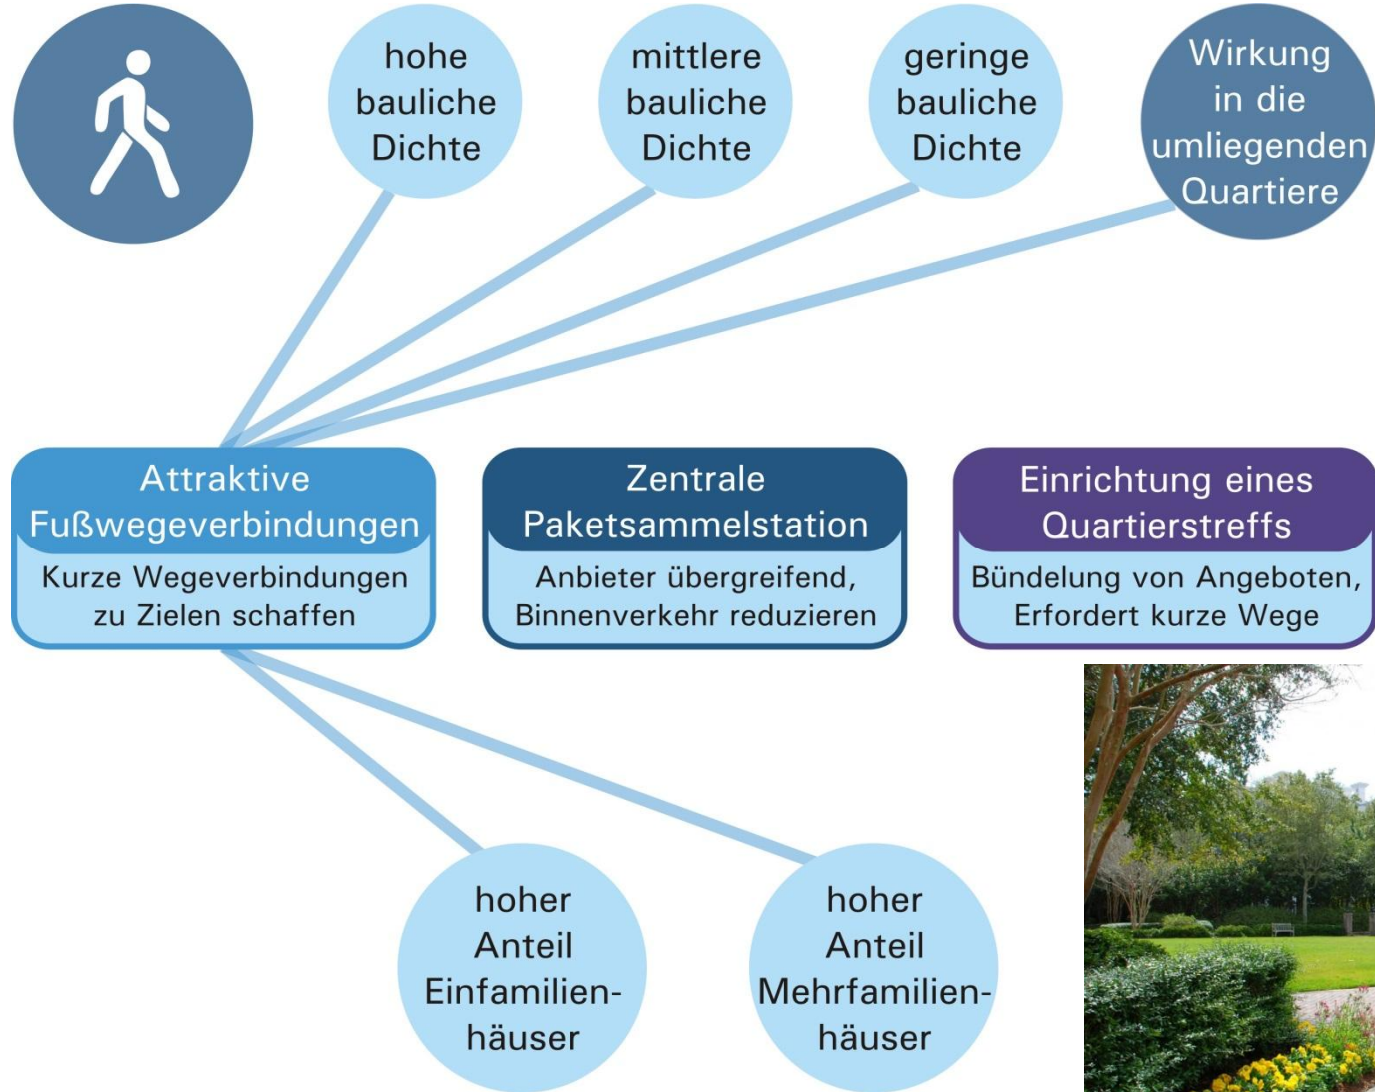 hohe
bauliche
Dichte
mittlere
bauliche
Dichte
geringe
bauliche
Dichte
Wirkung
in die
umliegenden
Quartiere
Attraktive
Fußwegeverbindungen
Kurze Wegeverbindungen
zu Zielen schaffen
Zentrale
Paketsammelstation
Anbieter übergreifend,
Binnenverkehr reduzieren
Einrichtung eines
Quartierstreffs
Bündelung von Angeboten,
Erfordert kurze Wege
hoher
Anteil
Einfamilien-
häuser
hoher
Anteil
Mehrfamilien-
häuser